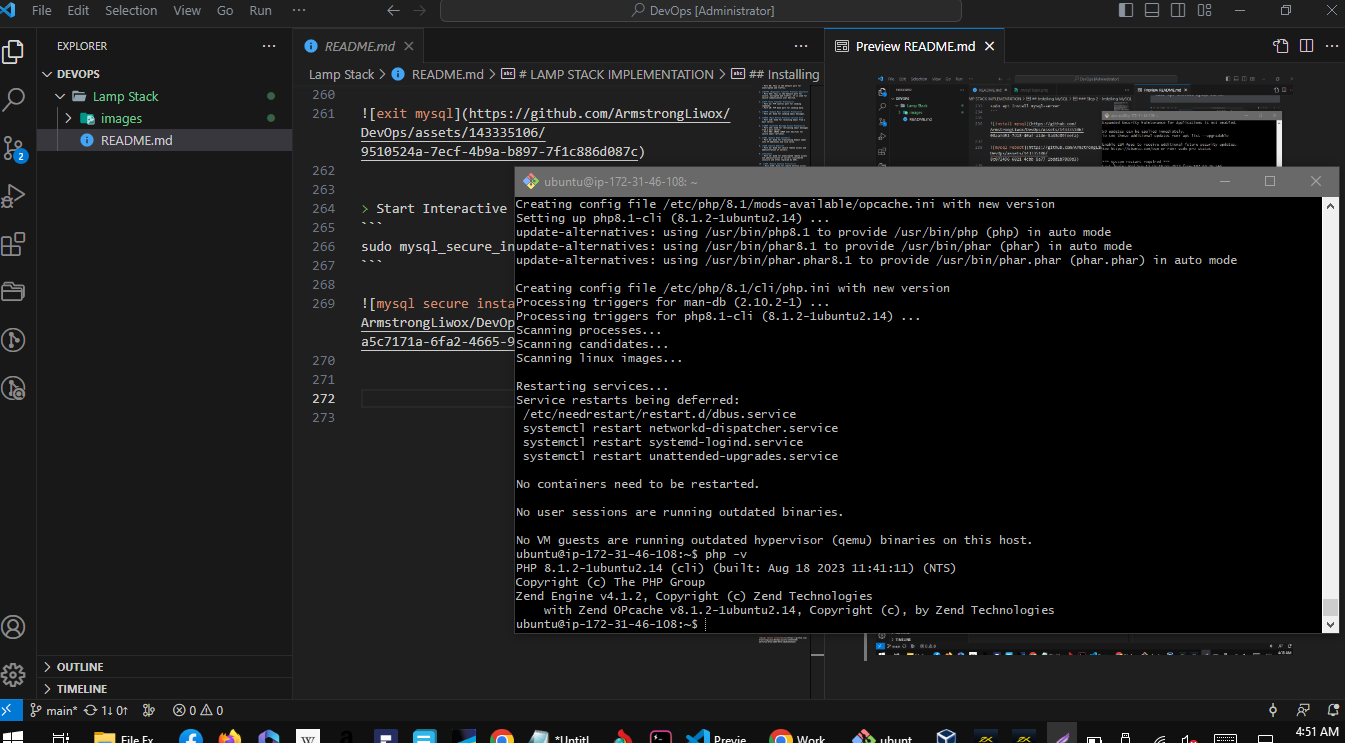 File Edit Selection View Go Run ··· DevOps [Administrator]
EXPLORER ···
DEVOPS
Lamp Stack
images
README.md
OUTLINE
TIMELINE
README.md ···
Lamp Stack > README.md > # LAMP STACK IMPLEMENTATION > ## Installing
260
261 ![exit mysql](https://github.com/ArmstrongLiwox/
DevOps/assets/143335106/
9510524a-7ecf-4b9a-b897-7f1c886d087c)
262
263
264 > Start Interactive
265 ```
266 sudo mysql_secure_in
267 ```
268
269 ![mysql secure insta
ArmstrongLiwox/DevOp
a5c7171a-6fa2-4665-9
270
271
272
273
Preview README.md ···
ubuntu@ip-172-31-46-108: ~
Creating config file /etc/php/8.1/mods-available/opcache.ini with new version
Setting up php8.1-cli (8.1.2-1ubuntu2.14) ...
update-alternatives: using /usr/bin/php8.1 to provide /usr/bin/php (php) in auto mode
update-alternatives: using /usr/bin/phar8.1 to provide /usr/bin/phar (phar) in auto mode
update-alternatives: using /usr/bin/phar.phar8.1 to provide /usr/bin/phar.phar (phar.phar) in auto mode
Creating config file /etc/php/8.1/cli/php.ini with new version
Processing triggers for man-db (2.10.2-1) ...
Processing triggers for php8.1-cli (8.1.2-1ubuntu2.14) ...
Scanning processes...
Scanning candidates...
Scanning linux images...
Restarting services...
Service restarts being deferred:
/etc/needrestart/restart.d/dbus.service
systemctl restart networkd-dispatcher.service
systemctl restart systemd-logind.service
systemctl restart unattended-upgrades.service
No containers need to be restarted.
No user sessions are running outdated binaries.
No VM guests are running outdated hypervisor (qemu) binaries on this host.
ubuntu@ip-172-31-46-108:~$ php -v
PHP 8.1.2-1ubuntu2.14 (cli) (built: Aug 18 2023 11:41:11) (NTS)
Copyright (c) The PHP Group
Zend Engine v4.1.2, Copyright (c) Zend Technologies
with Zend OPcache v8.1.2-1ubuntu2.14, Copyright (c), by Zend Technologies
ubuntu@ip-172-31-46-108:~$
2
main* 1↓ 0↑ 0 0
File Ex *Untitl Previe Work ubunt
4:51 AM